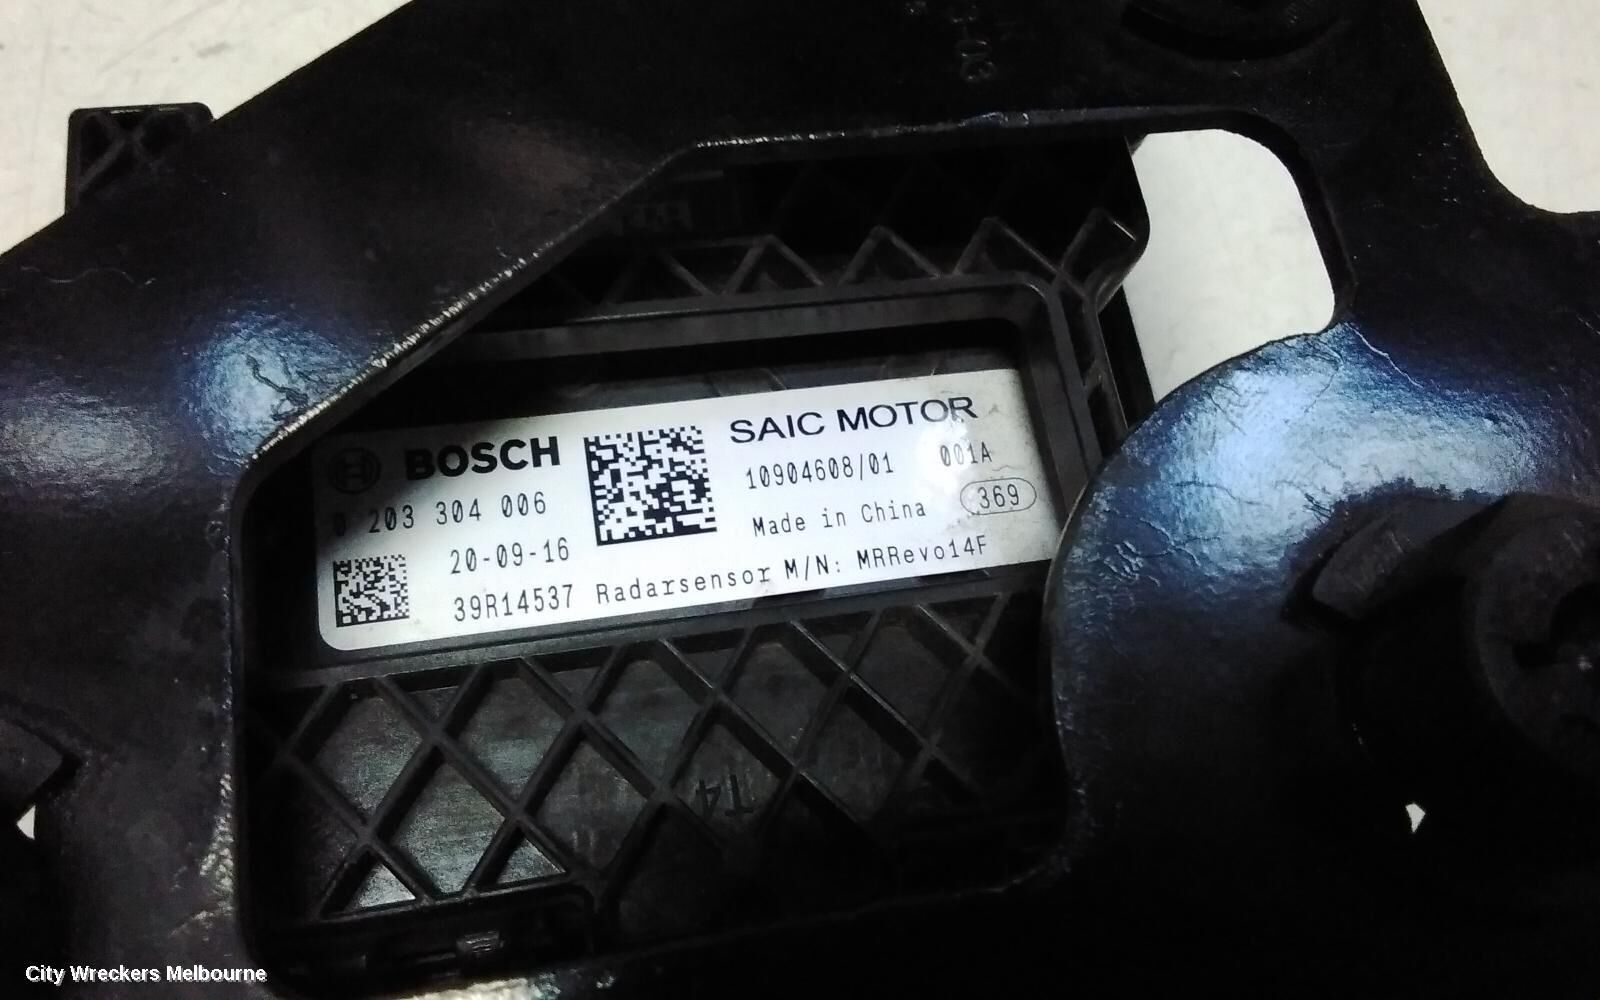 BOSCH
0 203 304 006
20-09-16
39R14537 Radarsensor M/N: MRRevo14F
SAIC MOTOR
10904608/01 001A
Made in China 369
T4
City Wreckers Melbourne